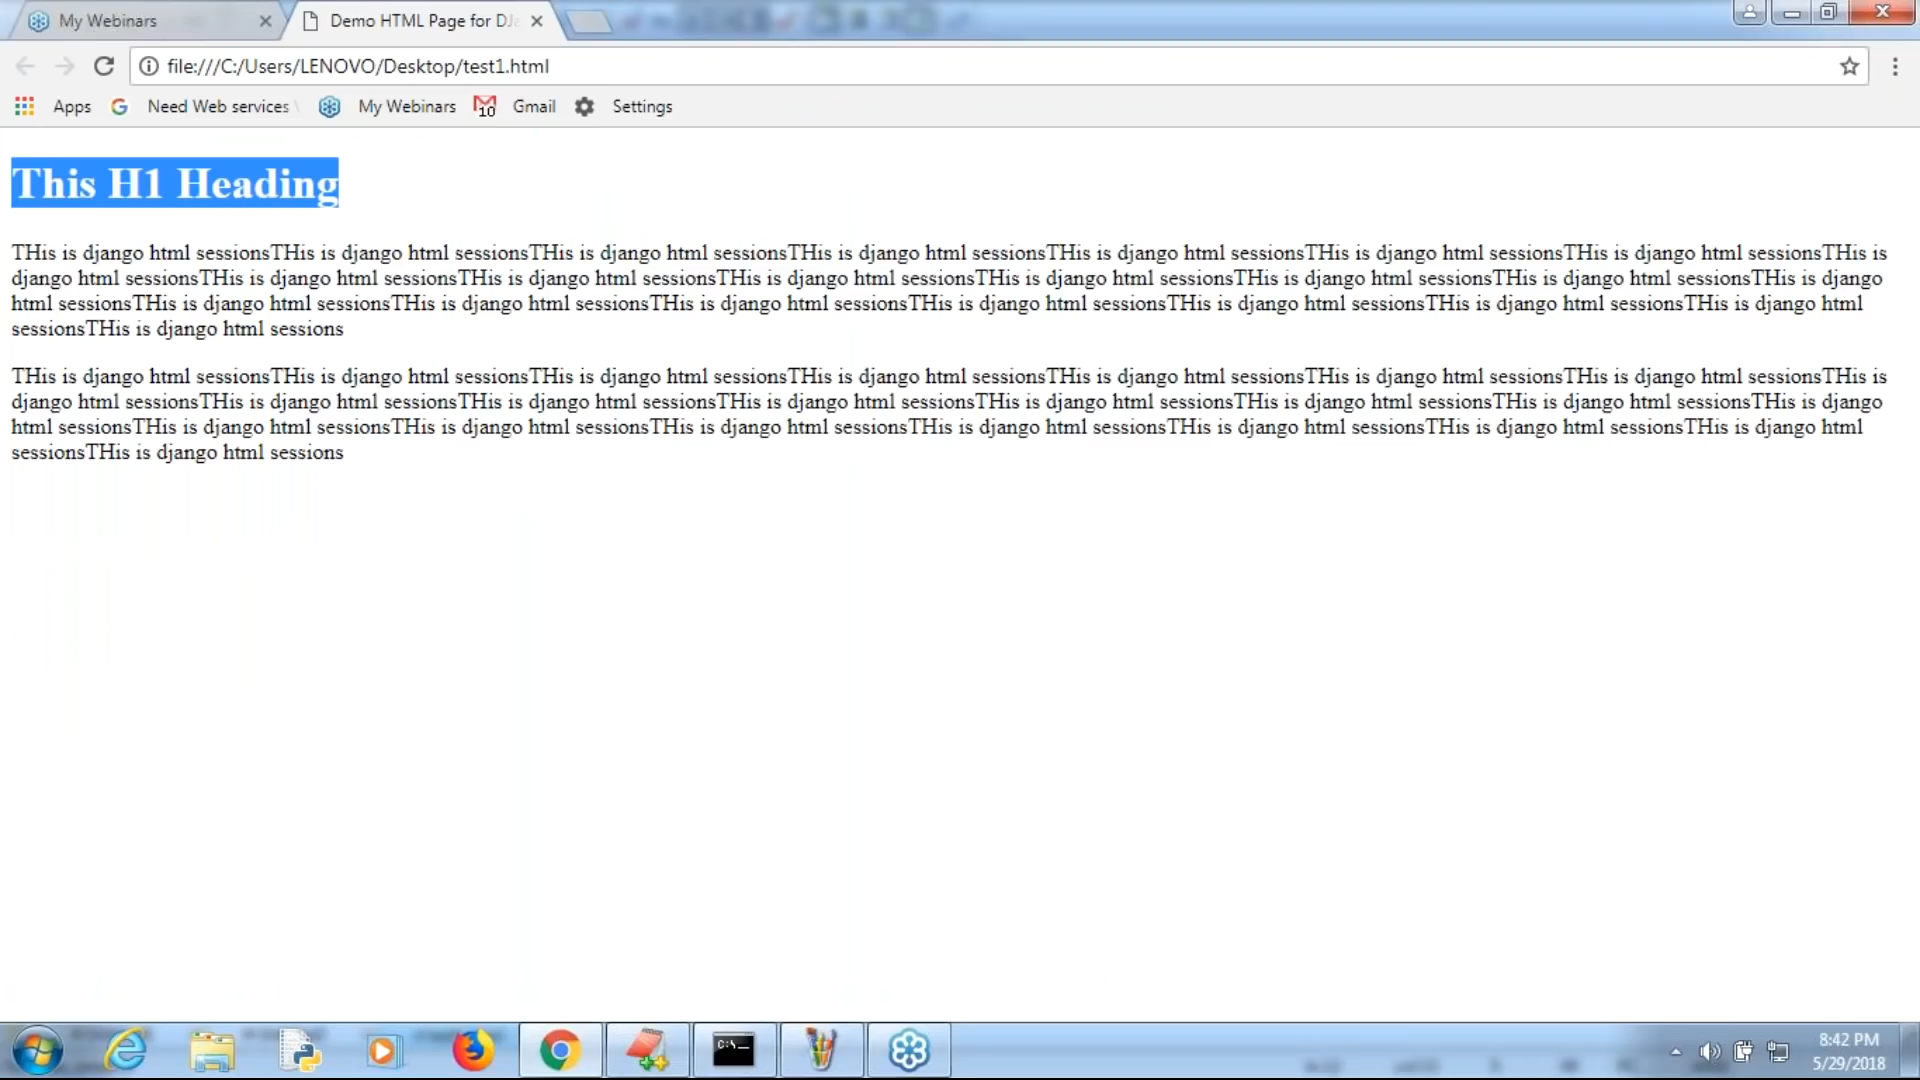 My Webinars
Demo HTML Page for DJa
file:///C:/Users/LENOVO/Desktop/test1.html
Apps Need Web services My Webinars 10 Gmail Settings
This H1 Heading
THis is django html sessionsTHis is django html sessionsTHis is django html sessionsTHis is django html sessionsTHis is django html sessionsTHis is django html sessionsTHis is django html sessionsTHis is
django html sessionsTHis is django html sessionsTHis is django html sessionsTHis is django html sessionsTHis is django html sessionsTHis is django html sessionsTHis is django html sessionsTHis is django
html sessionsTHis is django html sessionsTHis is django html sessionsTHis is django html sessionsTHis is django html sessionsTHis is django html sessionsTHis is django html sessionsTHis is django html
sessionsTHis is django html sessions
THis is django html sessionsTHis is django html sessionsTHis is django html sessionsTHis is django html sessionsTHis is django html sessionsTHis is django html sessionsTHis is django html sessionsTHis is
django html sessionsTHis is django html sessionsTHis is django html sessionsTHis is django html sessionsTHis is django html sessionsTHis is django html sessionsTHis is django html sessionsTHis is django
html sessionsTHis is django html sessionsTHis is django html sessionsTHis is django html sessionsTHis is django html sessionsTHis is django html sessionsTHis is django html sessionsTHis is django html
sessionsTHis is django html sessions
C:\_
8:42 PM
5/29/2018